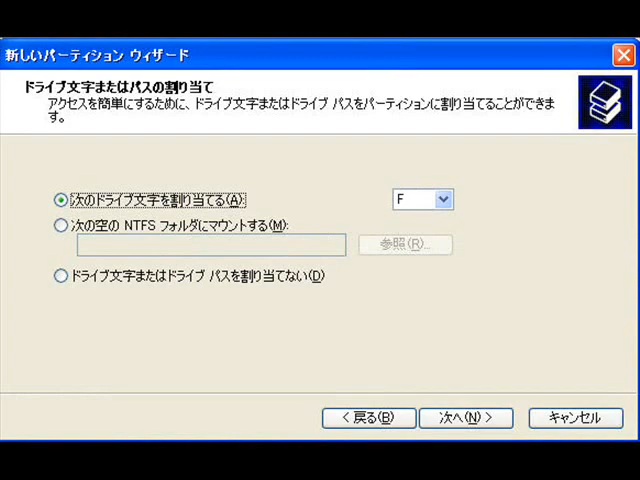 新しいパーティション ウィザード
ドライブ文字またはパスの割り当て
アクセスを簡単にするために、ドライブ文字またはドライブ パスをパーティションに割り当てることができま
す。
次のドライブ文字を割り当てる(A):
F
次の空の NTFS フォルダにマウントする(M):
参照(R)...
ドライブ文字またはドライブ パスを割り当てない(D)
< 戻る(B)
次へ(N) >
キャンセル